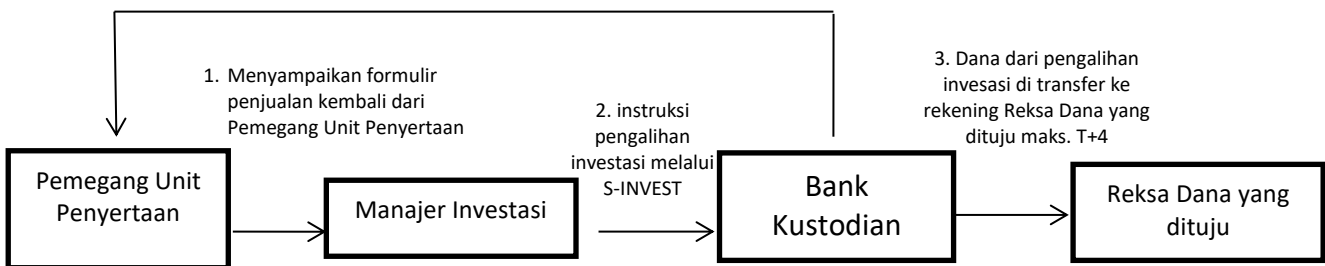 1. Menyampaikan formulir
penjualan kembali dari
Pemegang Unit Penyertaan
2. instruksi
pengalihan
investasi melalui
S-INVEST
3. Dana dari pengalihan
invesasi di transfer ke
rekening Reksa Dana yang
dituju maks. T+4
Pemegang Unit
Penyertaan
Manajer Investasi
Bank
Kustodian
Reksa Dana yang
dituju